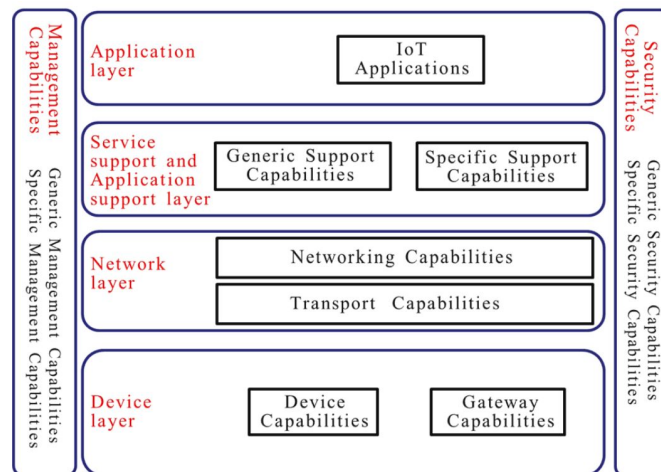 Management
Capabilities
Generic Management Capabilities
Specific Management Capabilities
Application
layer
IoT
Applications
Service
support and
Application
support layer
Generic Support
Capabilities
Specific Support
Capabilities
Network
layer
Networking Capabilities
Transport Capabilities
Device
layer
Device
Capabilities
Gateway
Capabilities
Security
Capabilities
Generic Security Capabilities
Specific Security Capabilities